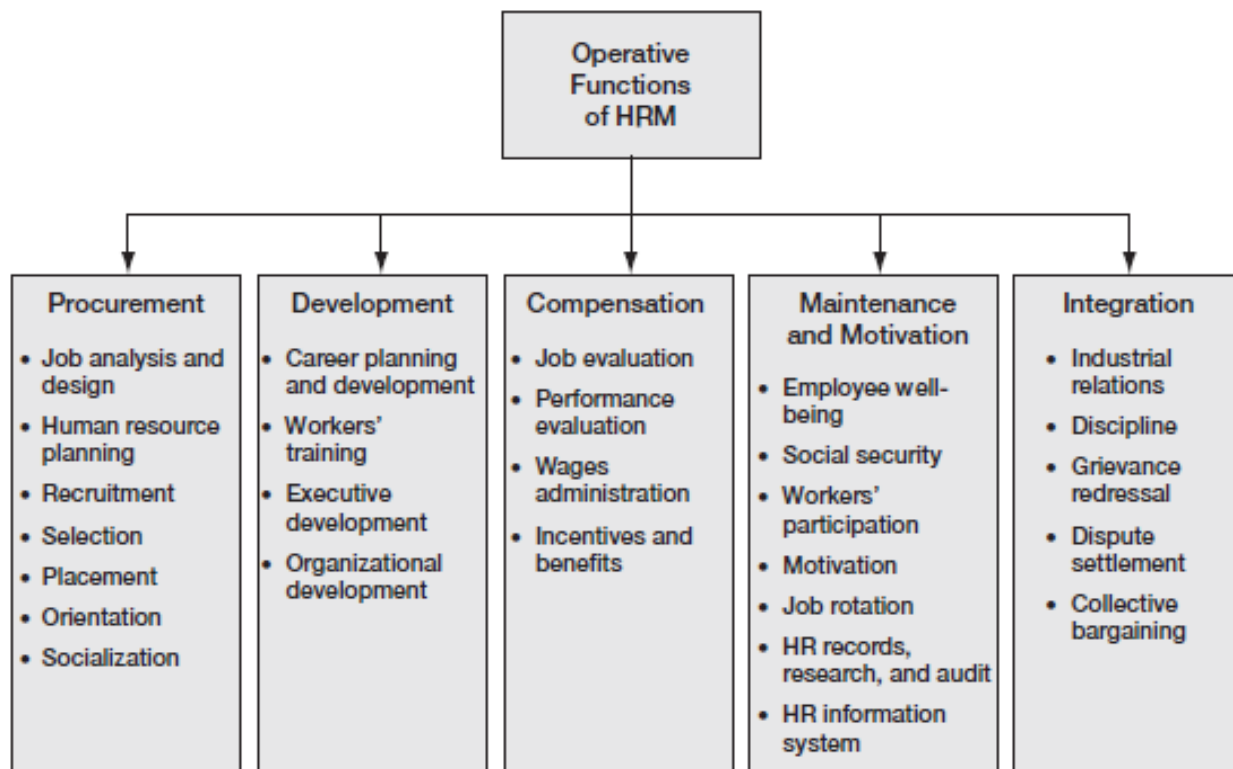 Operative
Functions
of HRM
Procurement
• Job analysis and
design
• Human resource
planning
• Recruitment
• Selection
• Placement
• Orientation
• Socialization
Development
• Career planning
and development
• Workers'
training
• Executive
development
• Organizational
development
Compensation
• Job evaluation
• Performance
evaluation
• Wages
administration
• Incentives and
benefits
Maintenance
and Motivation
• Employee well-
being
• Social security
• Workers'
participation
• Motivation
• Job rotation
• HR records,
research, and audit
• HR information
system
Integration
• Industrial
relations
• Discipline
• Grievance
redressal
• Dispute
settlement
• Collective
bargaining